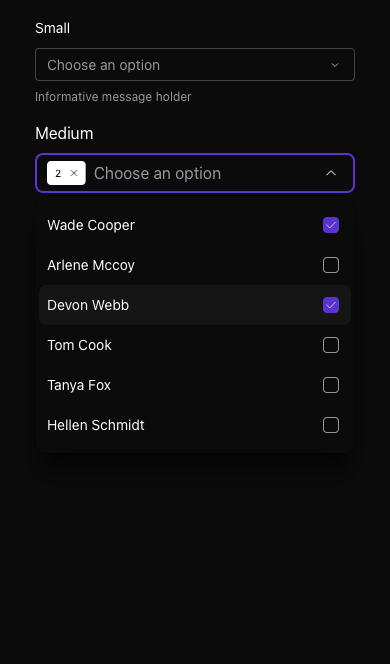 Small
Choose an option
Informative message holder
Medium
2 Choose an option
Wade Cooper
Arlene Mccoy
Devon Webb
Tom Cook
Tanya Fox
Hellen Schmidt